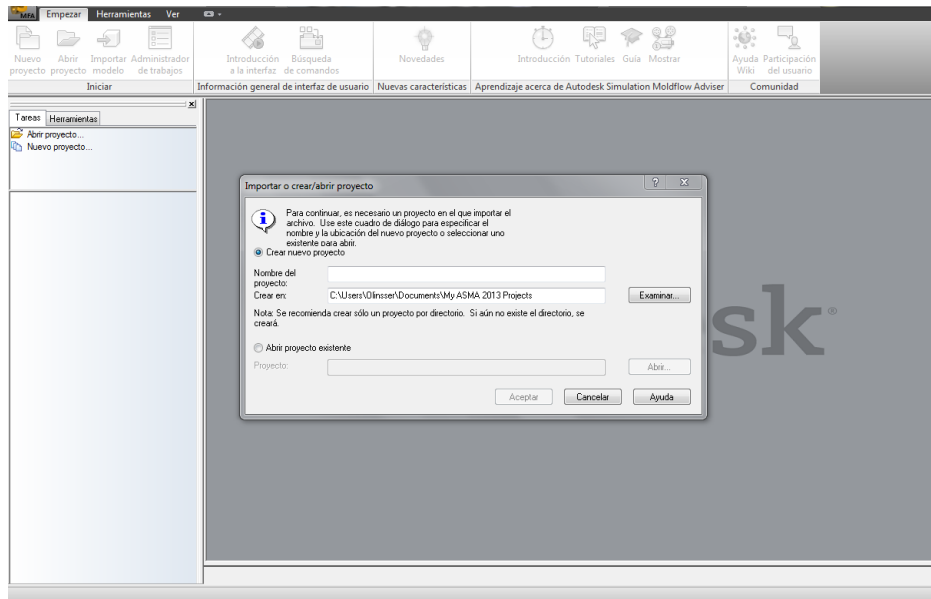 MFA Empezar Herramientas Ver
Nuevo proyecto
Abrir proyecto
Importar modelo
Administrador de trabajos
Introducción a la interfaz
Búsqueda de comandos
Novedades
Introducción Tutoriales Guía Mostrar
Ayuda Wiki
Participación del usuario
Iniciar Información general de interfaz de usuario Nuevas características Aprendizaje acerca de Autodesk Simulation Moldflow Adviser Comunidad
Tareas Herramientas
Abrir proyecto...
Nuevo proyecto...
Importar o crear/abrir proyecto
Para continuar, es necesario un proyecto en el que importar el
archivo. Use este cuadro de diálogo para especificar el
nombre y la ubicación del nuevo proyecto o seleccionar uno
existente para abrir.
Crear nuevo proyecto
Nombre del
proyecto:
Crear en: C:\Users\Olinsser\Documents\My ASMA 2013 Projects Examinar...
Nota: Se recomienda crear sólo un proyecto por directorio. Si aún no existe el directorio, se
creará.
Abrir proyecto existente
Proyecto: Abrir...
Aceptar Cancelar Ayuda
sk®